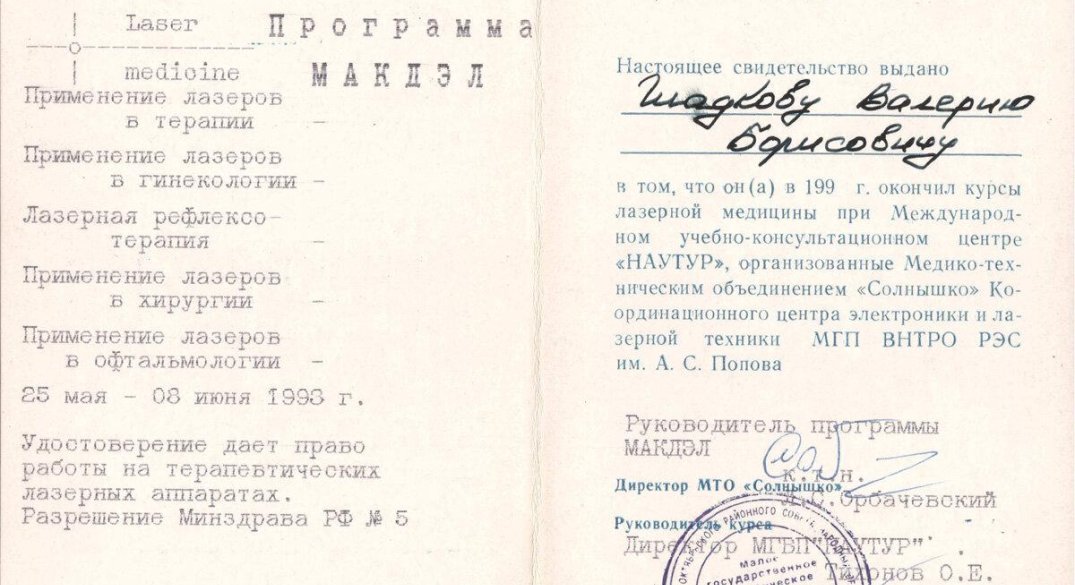 Laser Программа
medicine МАКДЭЛ
Применение лазеров
в терапии –
Применение лазеров
в гинекологии –
Лазерная рефлексо-
терапия –
Применение лазеров
в хирургии –
Применение лазеров
в офтальмологии –
25 мая – 08 июня 1993 г.
Удостоверение дает право
работы на терапевтических
лазерных аппаратах.
Разрешение Минздрава РФ № 5
Настоящее свидетельство выдано
Гладкову Валерию
Борисовичу
в том, что он(а) в 199 г. окончил курсы
лазерной медицины при Международ-
ном учебно-консультационном центре
«НАУТУР», организованные Медико-тех-
ническим объединением «Солнышко» Ко-
ординационного центра электроники и ла-
зерной техники МГП ВНТРО РЭС
им. А. С. Попова
Руководитель программы
МАКДЭЛ
к.т.н.
Директор МТО «Солнышко»
Л.С.Орбачевский
Руководитель курса
Директор МГВП"НАУТУР"
Тихонов О.Е.
РАЙОННОГО
Малое
государственное